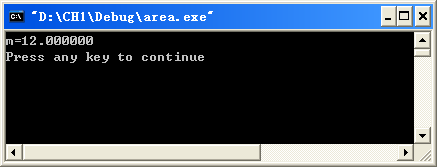 "D:\CH1\Debug\area.exe"
m=12.000000
Press any key to continue